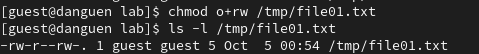 [guest@danguen lab]$ chmod o+rw /tmp/file01.txt
[guest@danguen lab]$ ls -l /tmp/file01.txt
-rw-r--rw-. 1 guest guest 5 Oct  5 00:54 /tmp/file01.txt